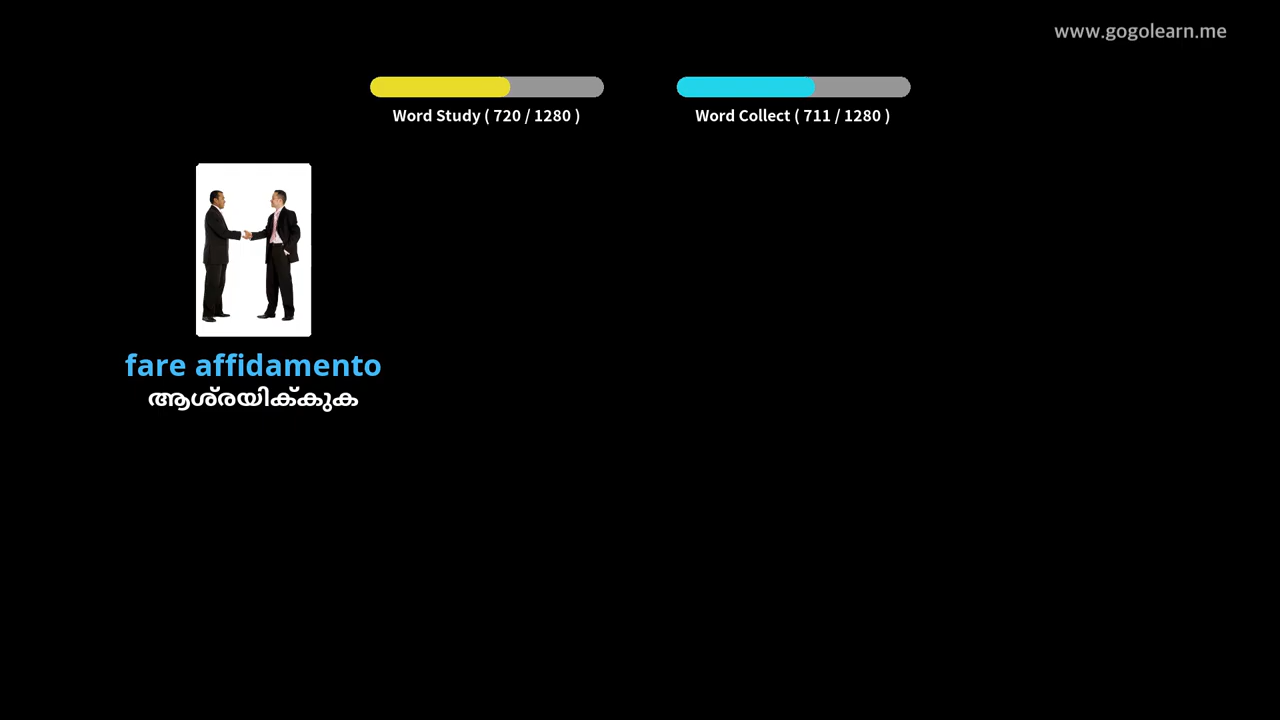 www.gogolearn.me
Word Study ( 720 / 1280 )
Word Collect ( 711 / 1280 )
fare affidamento
ആശ്രയിക്കുക